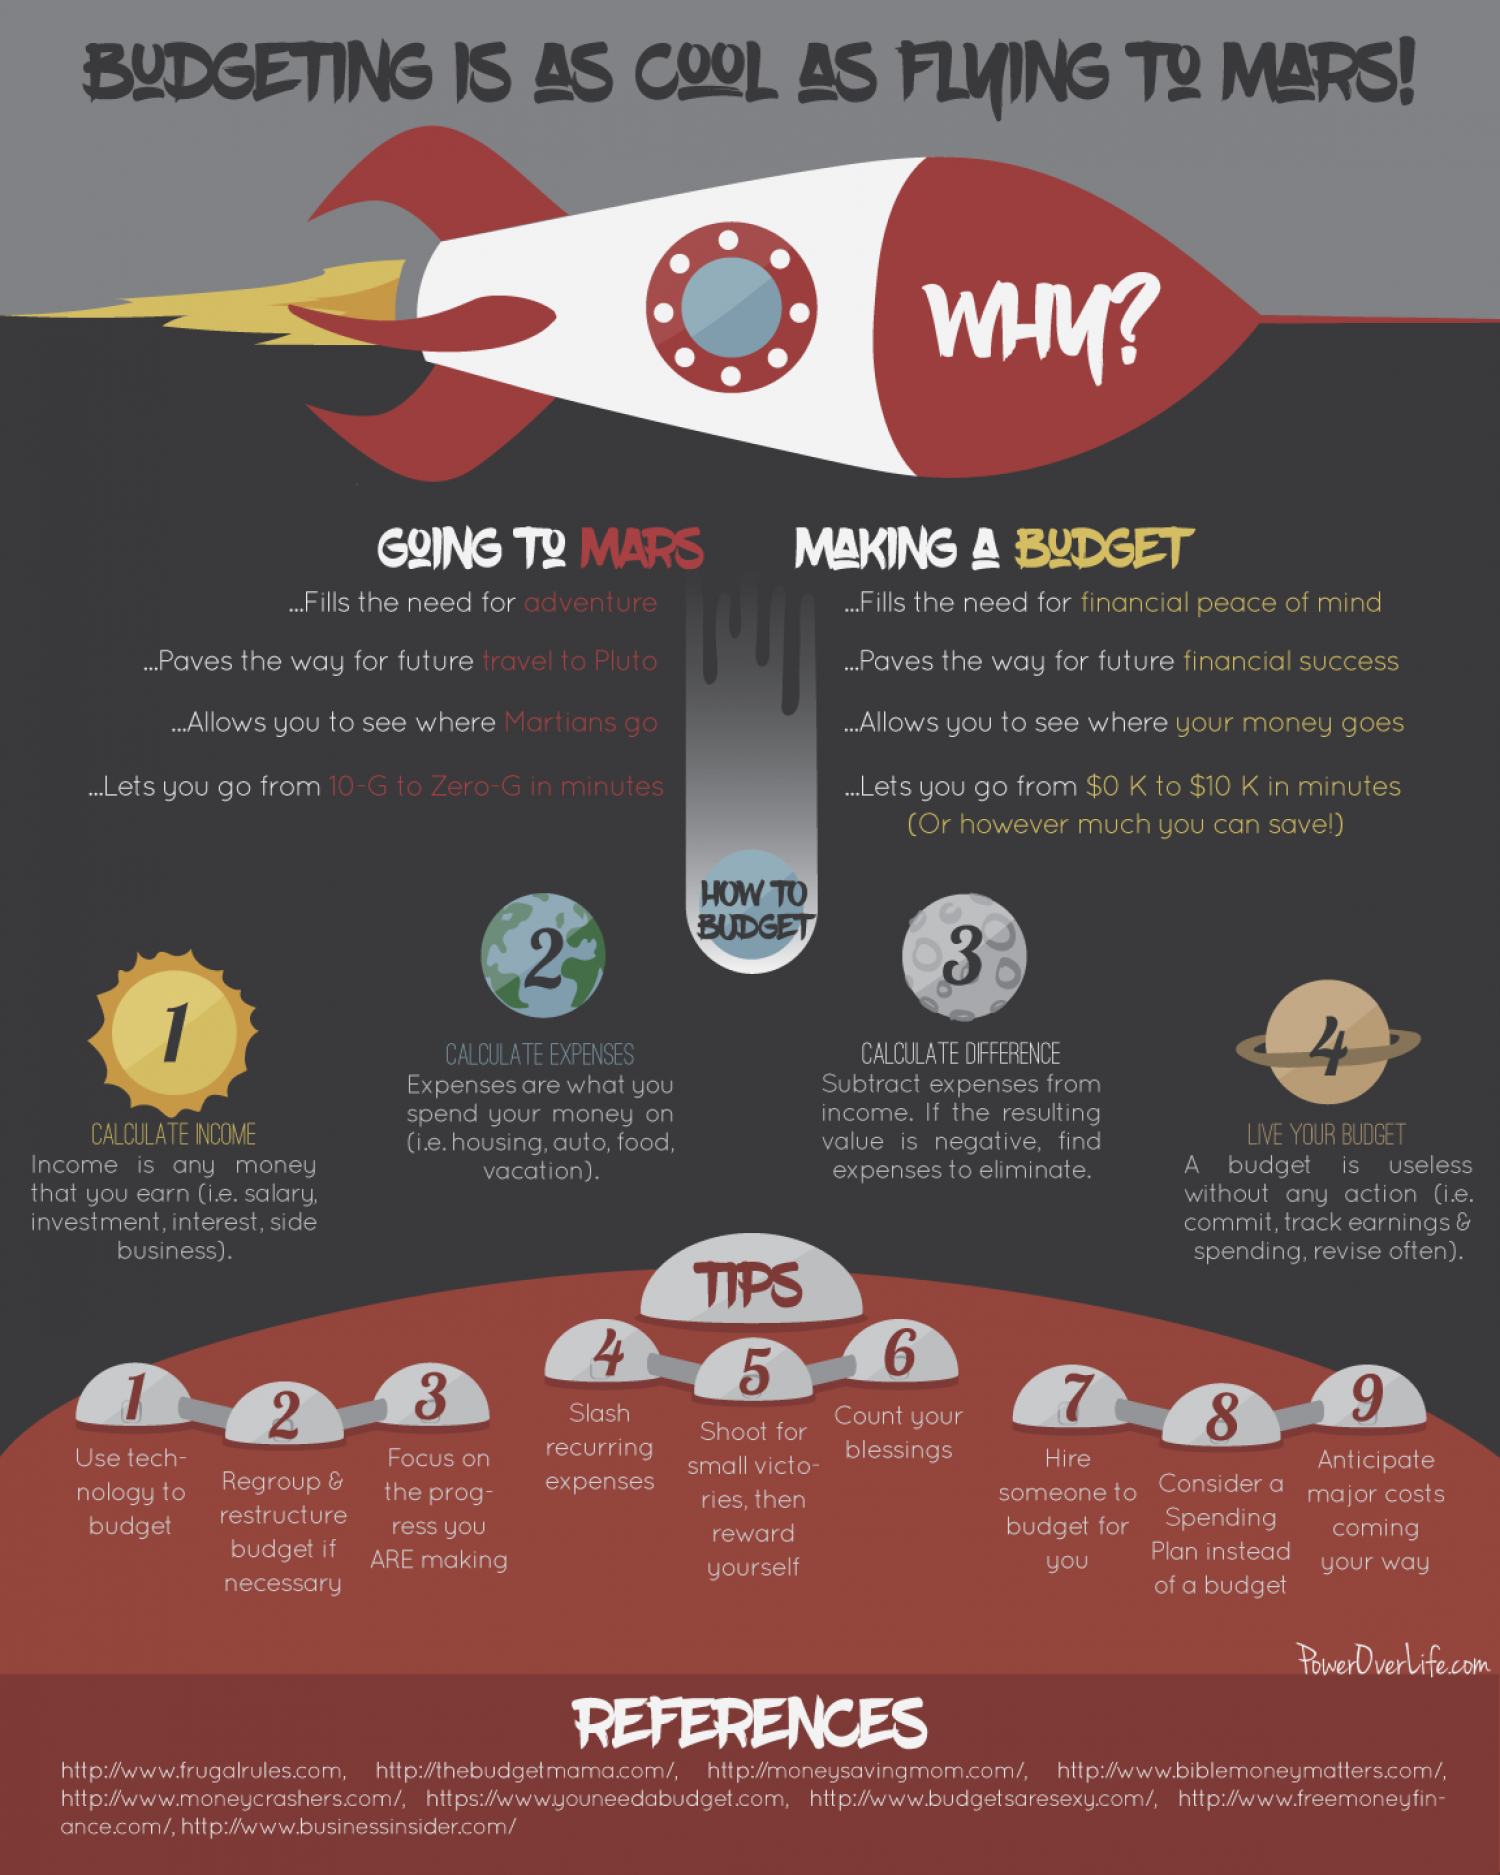 BUDGETING IS AS COOL AS FLYING TO MARS!
WHY?
GOING TO MARS
...Fills the need for adventure
...Paves the way for future travel to Pluto
...Allows you to see where Martians go
...Lets you go from 10-G to Zero-G in minutes
MAKING A BUDGET
...Fills the need for financial peace of mind
...Paves the way for future financial success
...Allows you to see where your money goes
...Lets you go from $0 K to $10 K in minutes
(Or however much you can save!)
HOW TO
BUDGET
1
CALCULATE INCOME
Income is any money
that you earn (i.e. salary,
investment, interest, side
business).
2
CALCULATE EXPENSES
Expenses are what you
spend your money on
(i.e. housing, auto, food,
vacation).
3
CALCULATE DIFFERENCE
Subtract expenses from
income. If the resulting
value is negative, find
expenses to eliminate.
4
LIVE YOUR BUDGET
A budget is useless
without any action (i.e.
commit, track earnings &
spending, revise often).
TIPS
1
Use tech-
nology to
budget
2
Regroup &
restructure
budget if
necessary
3
Focus on
the prog-
ress you
ARE making
4
Slash
recurring
expenses
5
Shoot for
small victo-
ries, then
reward
yourself
6
Count your
blessings
7
Hire
someone to
budget for
you
8
Consider a
Spending
Plan instead
of a budget
9
Anticipate
major costs
coming
your way
PowerOverLife.com
REFERENCES
http://www.frugalrules.com, http://thebudgetmama.com/, http://moneysavingmom.com/, http://www.biblemoneymatters.com/,
http://www.moneycrashers.com/, https://www.youneedabudget.com, http://www.budgetsaresexy.com/, http://www.freemoneyfin-
ance.com/, http://www.businessinsider.com/